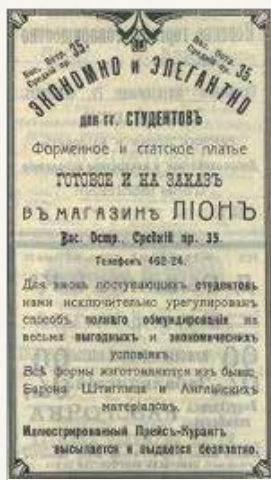 Вас. Остр.
Средній пр. 35.
Вас. Остр.
Средній пр. 35.
ЭКОНОМНО и ЭЛЕГАНТНО
для гг. СТУДЕНТОВЪ
Форменное и статское платье
ГОТОВОЕ И НА ЗАКАЗЪ
ВЪ МАГАЗИНѢ ЛІОНЪ
Вас. Остр., Средній пр. 35.
Телефонъ 462-24.
Для вновь поступающихъ студентовъ
нами исключительно урегулированъ
способъ полнаго обмундированія на
весьма выгодныхъ и экономическихъ
условіяхъ.
Всѣ формы изготовляются изъ бывш.
Барона Штиглица и Англійскихъ
матеріаловъ.
Иллюстрированный Прейсъ-Курантъ
высылается и выдается безплатно.